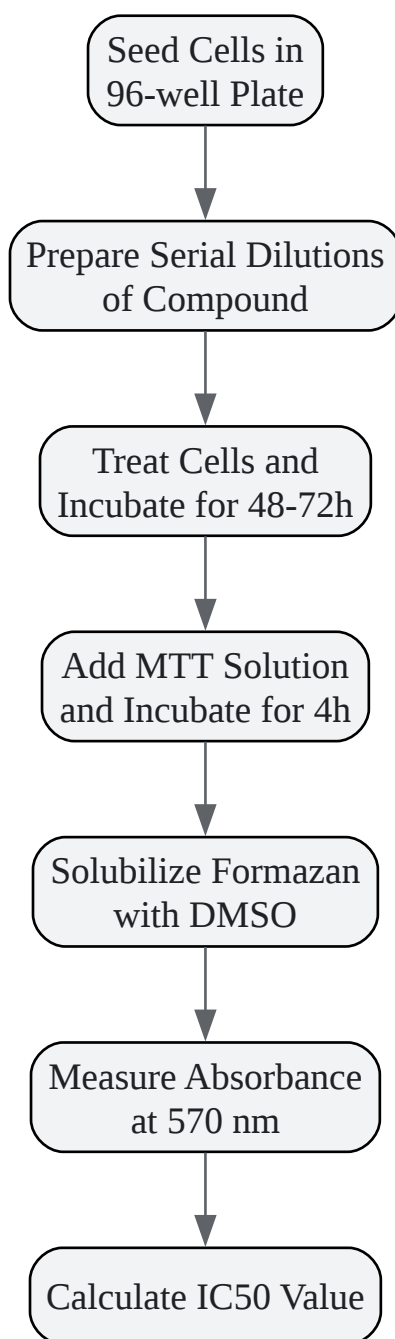 Seed Cells in
96-well Plate
Prepare Serial Dilutions
of Compound
Treat Cells and
Incubate for 48-72h
Add MTT Solution
and Incubate for 4h
Solubilize Formazan
with DMSO
Measure Absorbance
at 570 nm
Calculate IC50 Value